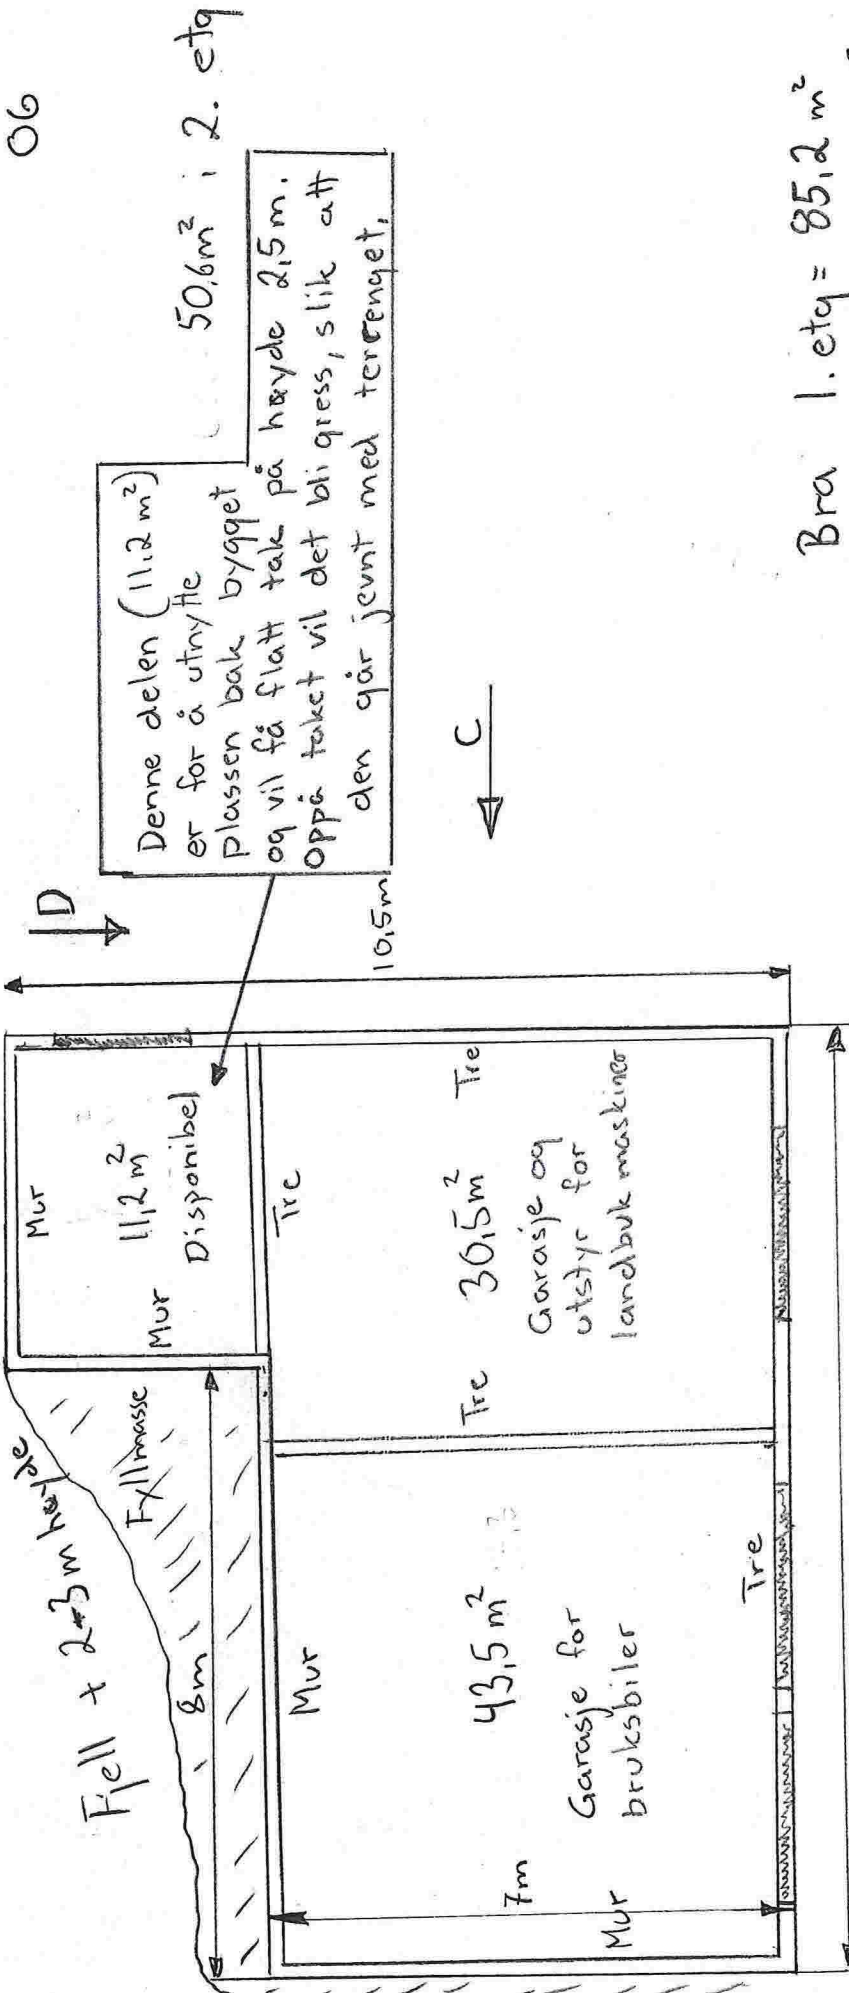 06
50,6m² i 2. etg
Denne delen (11,2 m²)
er for å utnytte
plassen bak bygget
og vil få flatt tak på høyde 2,5m.
Oppå taket vil det bli gress, slik att
den går jevnt med terrenget.
D
C
10,5m
Fjell + 2-3m høyde
Fyllmasse
8m
Mur
Mur
11,2 m²
Disponibel
Mur
43,5 m²
Garasje for
bruksbiler
7m
Mur
Tre
Tre
Tre
30,5m²
Tre
Garasje og
utstyr for
landbuk maskiner
Bra 1. etg = 85,2 m²